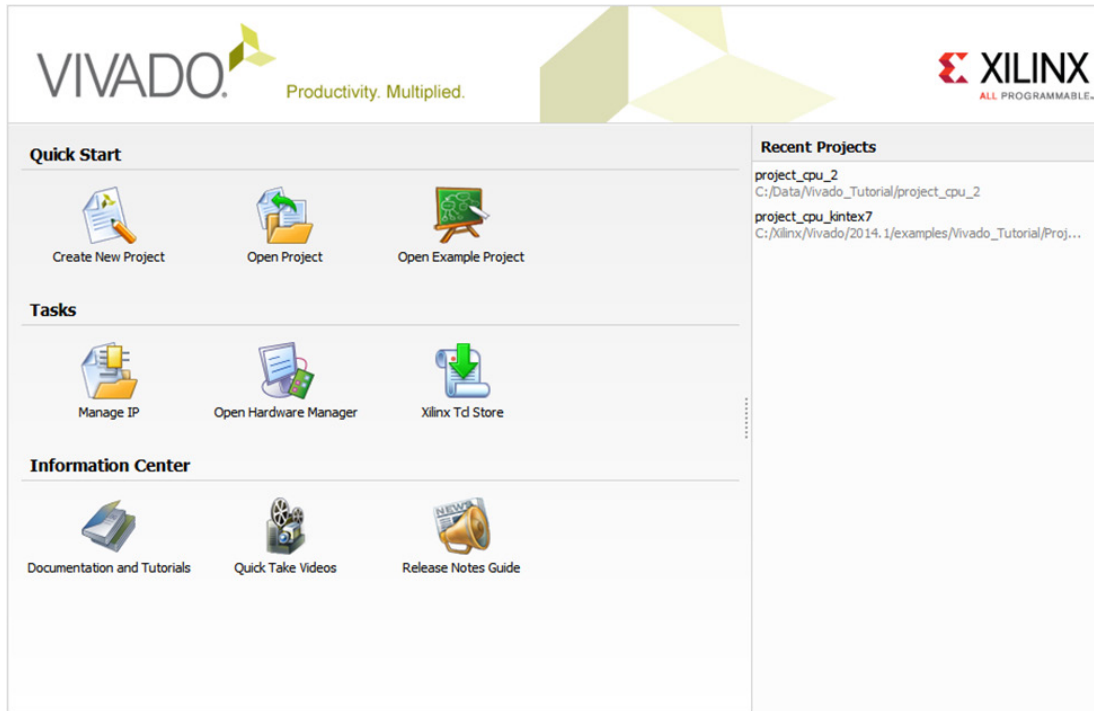 VIVADO.
Productivity. Multiplied.
XILINX
ALL PROGRAMMABLE™
Quick Start
Create New Project
Open Project
Open Example Project
Tasks
Manage IP
Open Hardware Manager
Xilinx Tcl Store
Information Center
Documentation and Tutorials
Quick Take Videos
Release Notes Guide
NEWS
Recent Projects
project_cpu_2
C:/Data/Vivado_Tutorial/project_cpu_2
project_cpu_kintex7
C:/Xilinx/Vivado/2014.1/examples/Vivado_Tutorial/Proj...